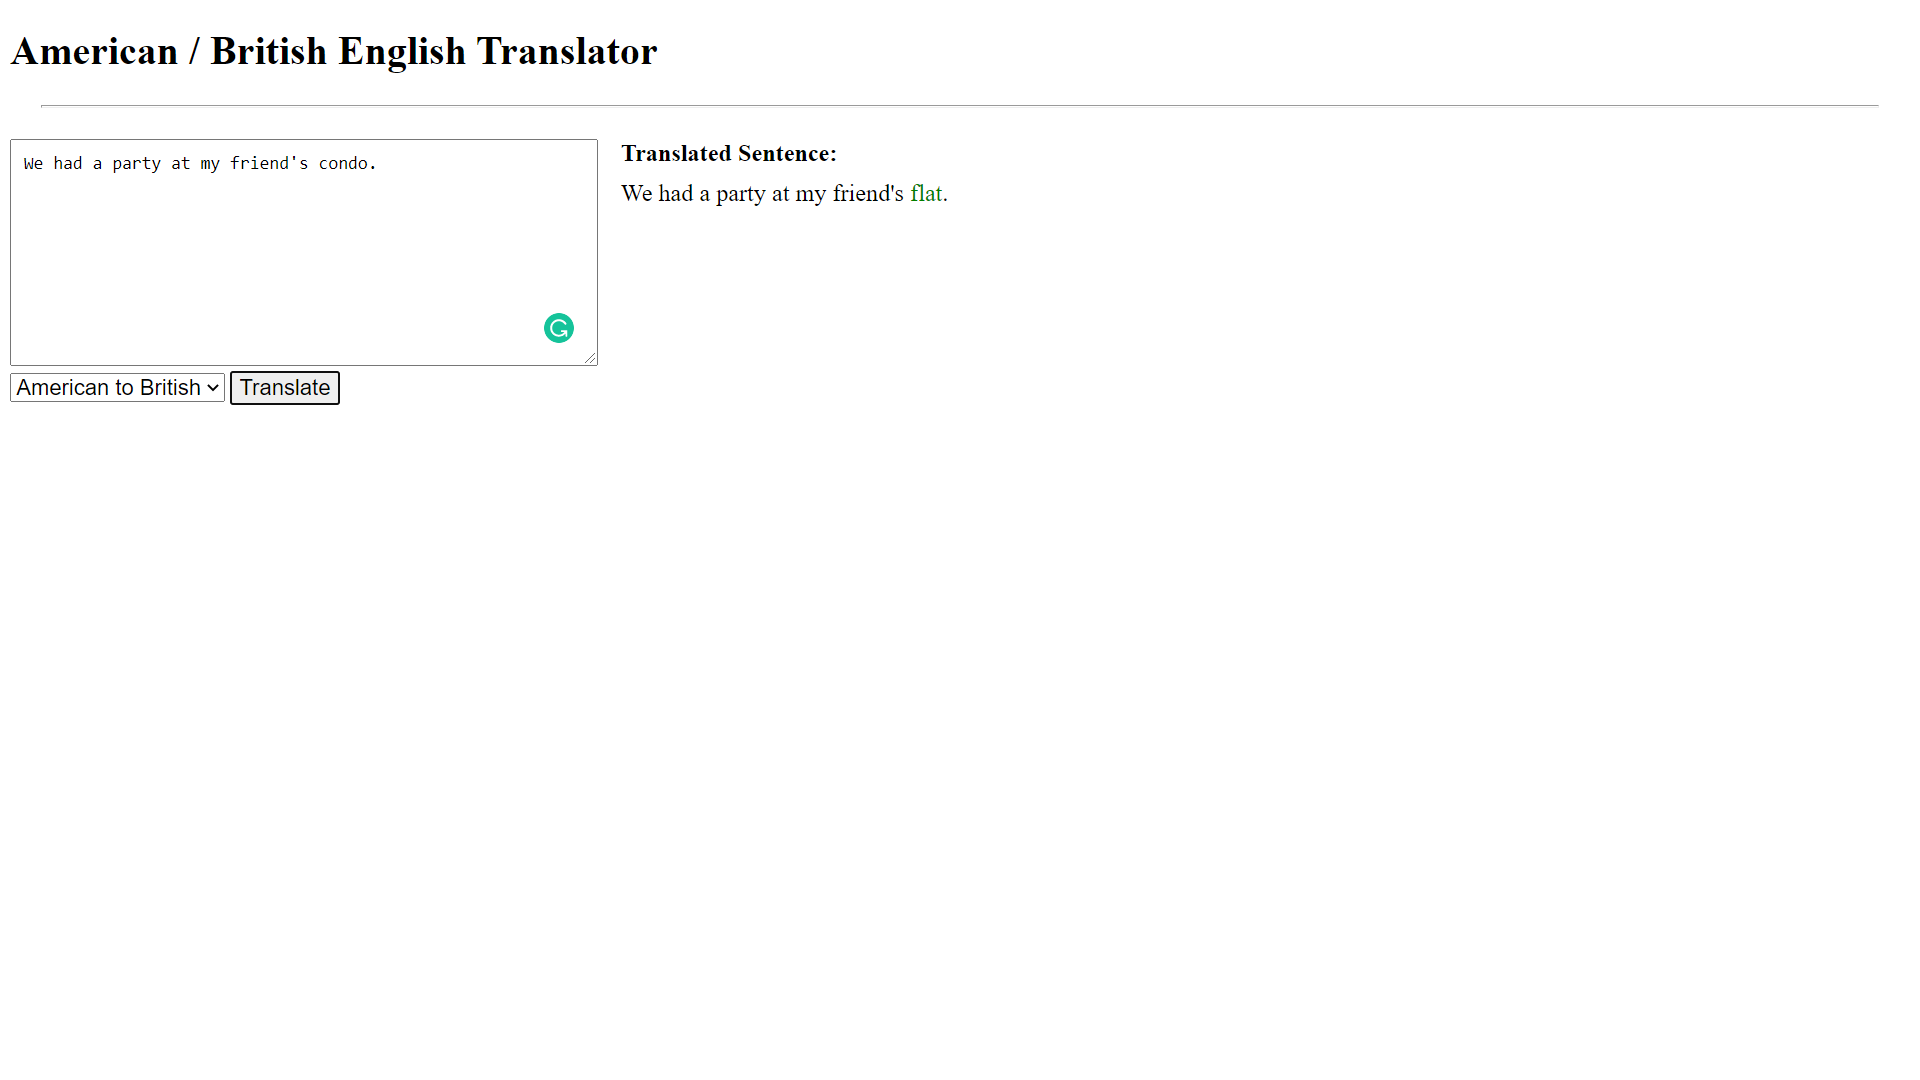 American / British English Translator
We had a party at my friend's condo.
American to British
Translate
Translated Sentence:
We had a party at my friend's flat.